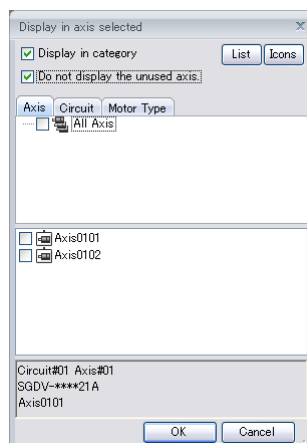 Display in axis selected
Display in category
List Icons
Do not display the unused axis.
Axis Circuit Motor Type
All Axis
Axis0101
Axis0102
Circuit#01 Axis#01
SGDV-****21A
Axis0101
OK Cancel